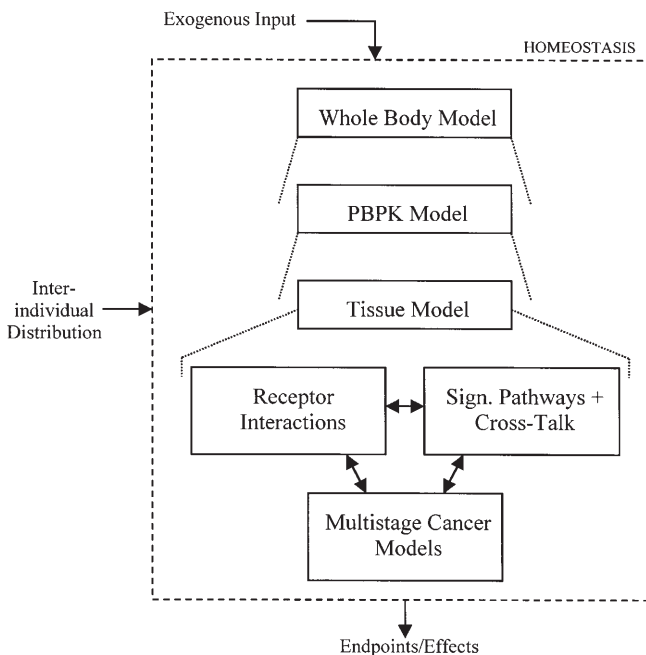 Exogenous Input
HOMEOSTASIS
Whole Body Model
PBPK Model
Inter-
individual
Distribution
Tissue Model
Receptor
Interactions
Sign. Pathways +
Cross-Talk
Multistage Cancer
Models
Endpoints/Effects